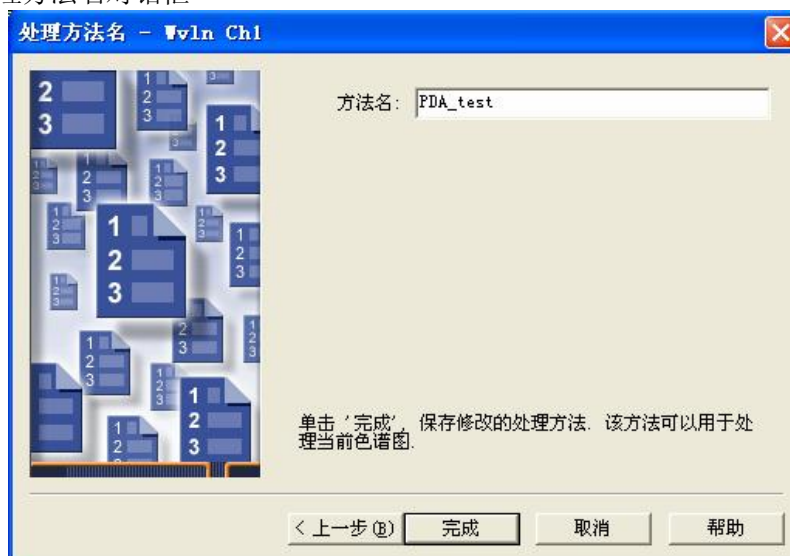 处理方法名 - Wvln Ch1
方法名: PDA_test
单击 '完成', 保存修改的处理方法. 该方法可以用于处
理当前色谱图.
< 上一步(B) 完成 取消 帮助